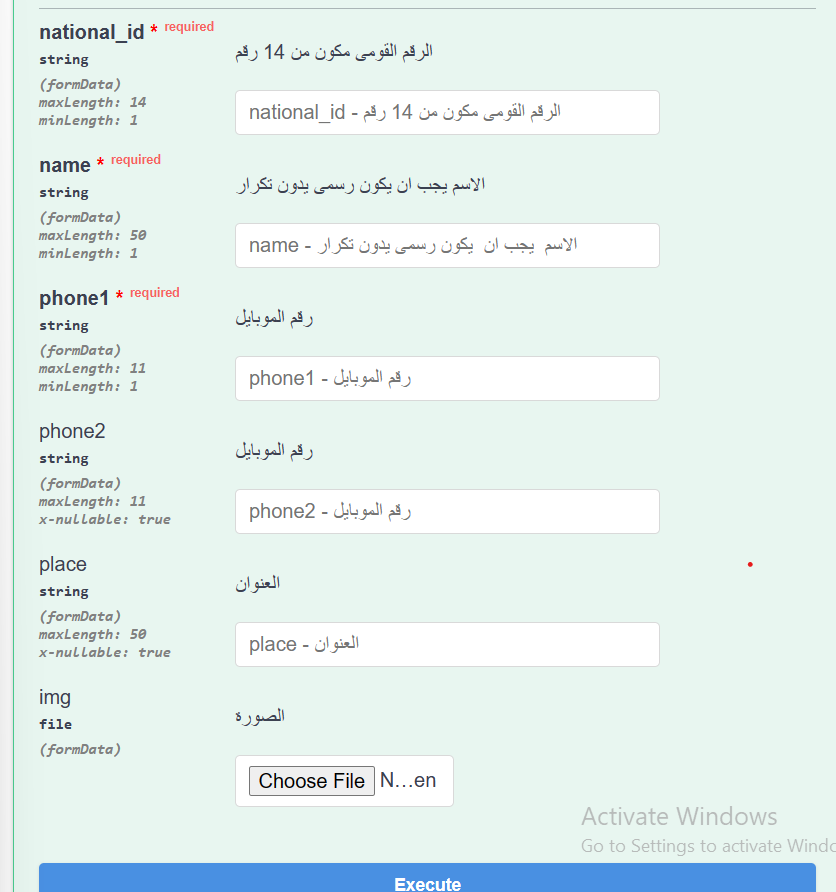 national_id * required
string
(formData)
maxLength: 14
minLength: 1
الرقم القومى مكون من 14 رقم
national_id - الرقم القومى مكون من 14 رقم
name * required
string
(formData)
maxLength: 50
minLength: 1
الاسم يجب ان يكون رسمى يدون تكرار
name - الاسم يجب ان يكون رسمى يدون تكرار
phone1 * required
string
(formData)
maxLength: 11
minLength: 1
رقم الموبايل
phone1 - رقم الموبايل
phone2
string
(formData)
maxLength: 11
x-nullable: true
رقم الموبايل
phone2 - رقم الموبايل
place
string
(formData)
maxLength: 50
x-nullable: true
العنوان
place - العنوان
img
file
(formData)
الصورة
Choose File N...en
Activate Windows
Go to Settings to activate Windo
Execute